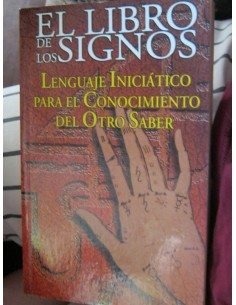 EL LIBRO
DE LOS SIGNOS
LENGUAJE INICIÁTICO
PARA EL CONOCIMIENTO
DEL OTRO SABER